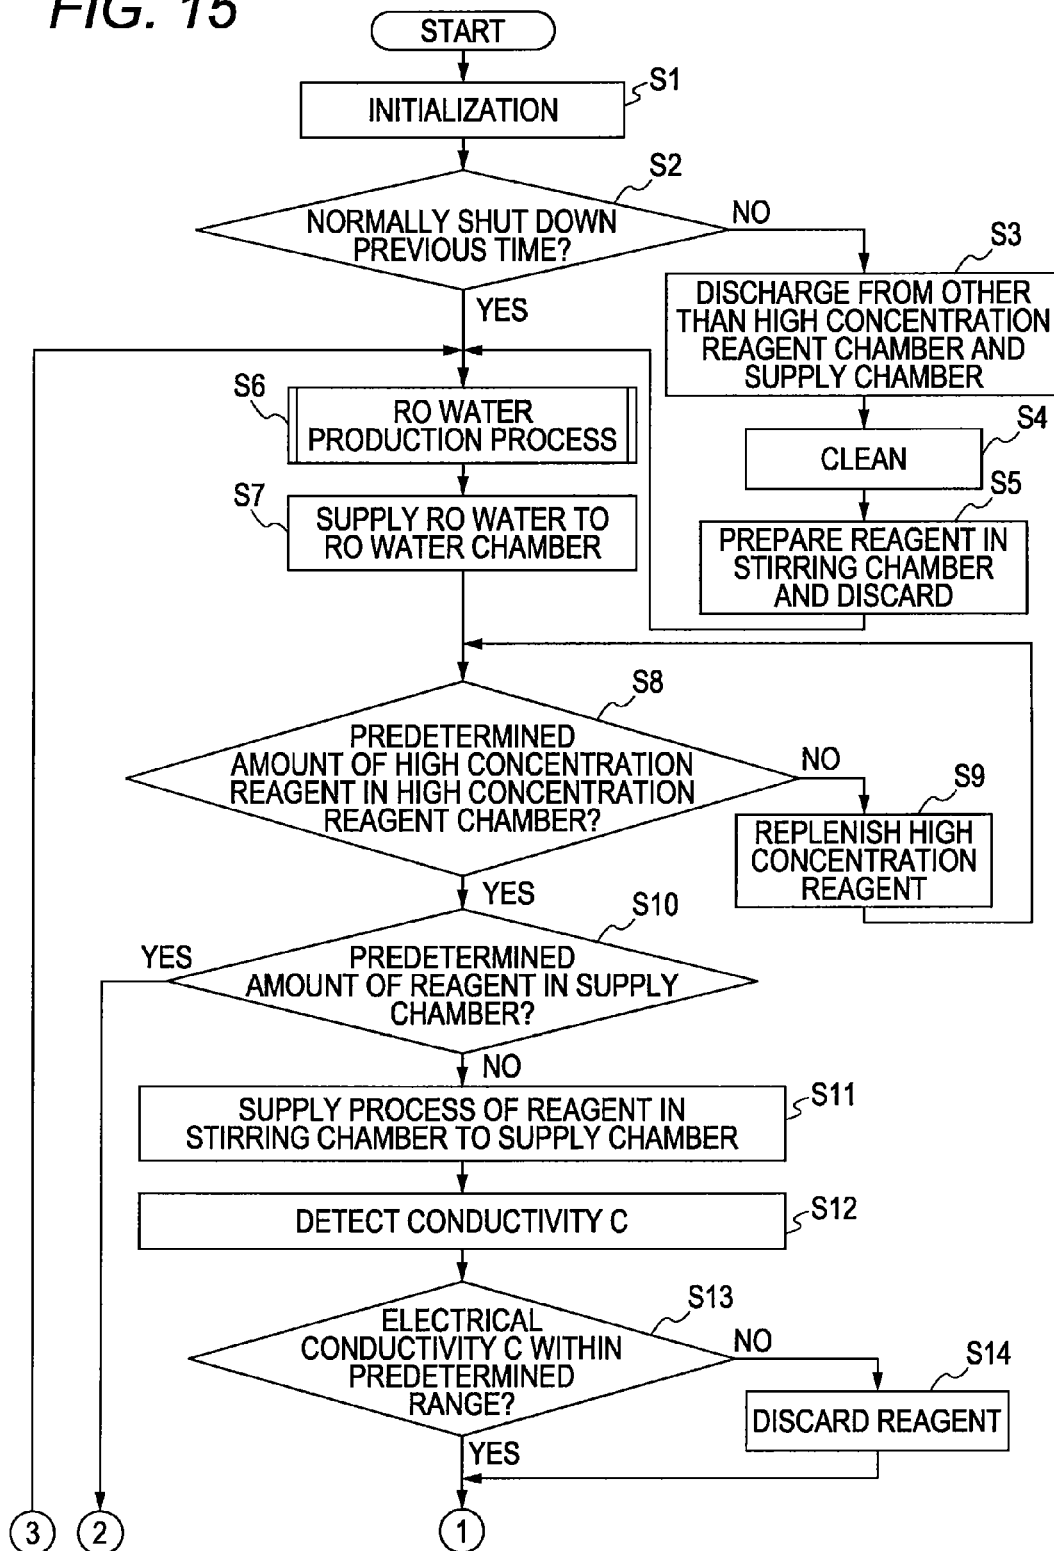 FIG. 15
START
S1
INITIALIZATION
S2
NORMALLY SHUT DOWN
PREVIOUS TIME?
NO
YES
S3
DISCHARGE FROM OTHER
THAN HIGH CONCENTRATION
REAGENT CHAMBER AND
SUPPLY CHAMBER
S4
CLEAN
S5
PREPARE REAGENT IN
STIRRING CHAMBER
AND DISCARD
S6
RO WATER
PRODUCTION PROCESS
S7
SUPPLY RO WATER TO
RO WATER CHAMBER
S8
PREDETERMINED
AMOUNT OF HIGH CONCENTRATION
REAGENT IN HIGH CONCENTRATION
REAGENT CHAMBER?
NO
S9
REPLENISH HIGH
CONCENTRATION
REAGENT
YES
S10
YES
PREDETERMINED
AMOUNT OF REAGENT IN SUPPLY
CHAMBER?
NO
S11
SUPPLY PROCESS OF REAGENT IN
STIRRING CHAMBER TO SUPPLY CHAMBER
S12
DETECT CONDUCTIVITY C
S13
ELECTRICAL
CONDUCTIVITY C WITHIN
PREDETERMINED
RANGE?
NO
S14
DISCARD REAGENT
YES
3
2
1